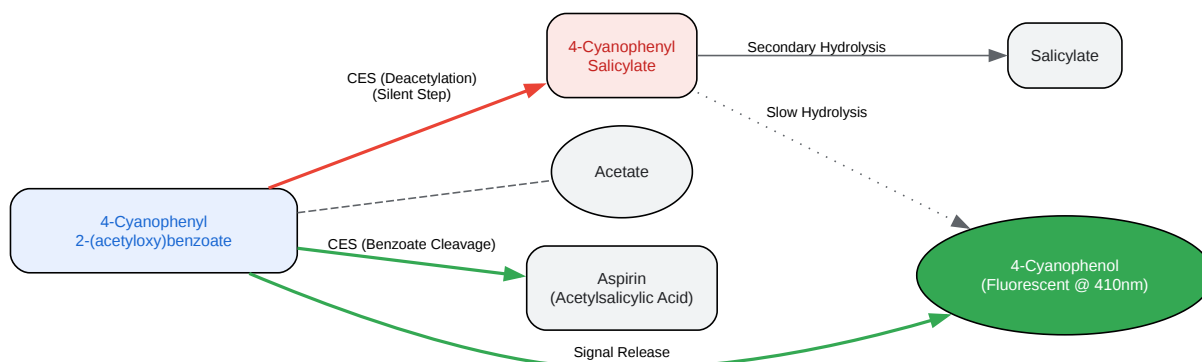 4-Cyanophenyl
Salicylate
Secondary Hydrolysis
Salicylate
CES (Deacetylation)
(Silent Step)
Slow Hydrolysis
Acetate
4-Cyanophenyl
2-(acetyloxy)benzoate
CES (Benzoate Cleavage)
Aspirin
(Acetylsalicylic Acid)
4-Cyanophenol
(Fluorescent @ 410nm)
Signal Release